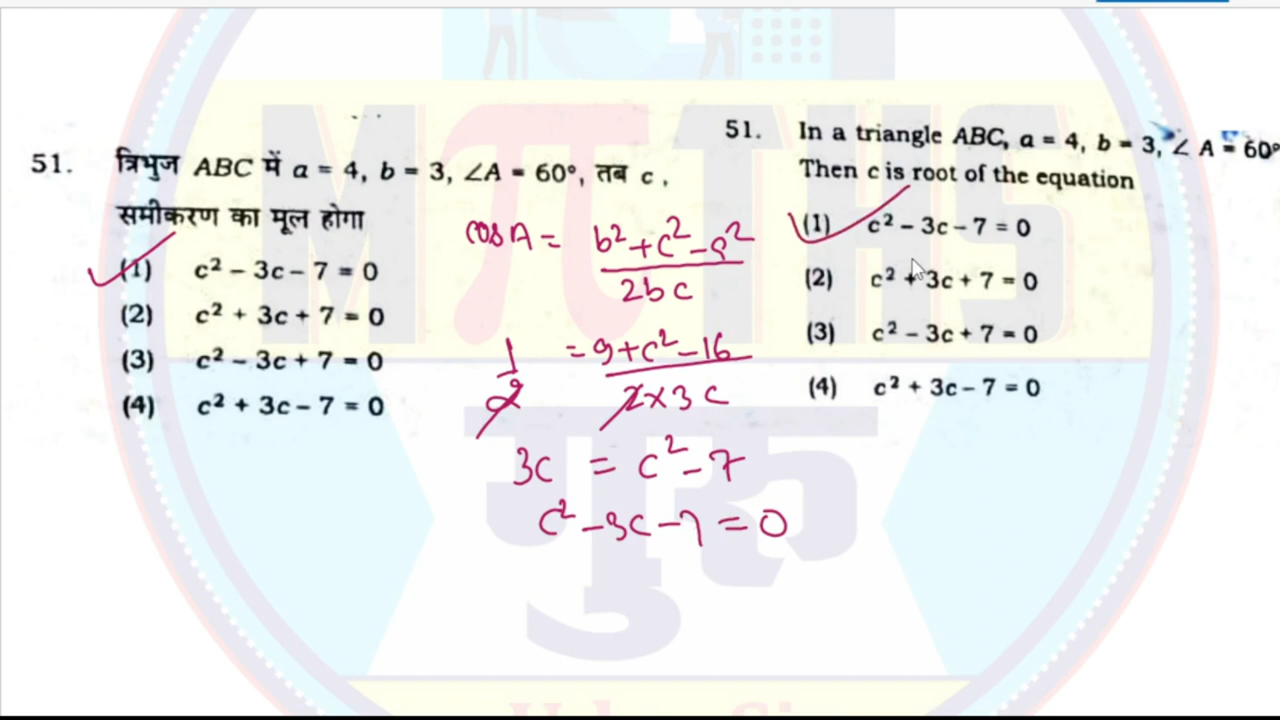 51. त्रिभुज ABC में a = 4, b = 3, ∠A = 60°, तब c,
समीकरण का मूल होगा
(1) c² – 3c – 7 = 0
(2) c² + 3c + 7 = 0
(3) c² – 3c + 7 = 0
(4) c² + 3c – 7 = 0
cos A = b² + c² – a²
2bc
1 = 9 + c² – 16
2 2×3c
3c = c² – 7
c² – 3c – 7 = 0
51. In a triangle ABC, a = 4, b = 3, ∠A = 60°
Then c is root of the equation
(1) c² – 3c – 7 = 0
(2) c² + 3c + 7 = 0
(3) c² – 3c + 7 = 0
(4) c² + 3c – 7 = 0
MπTHS
गुरु